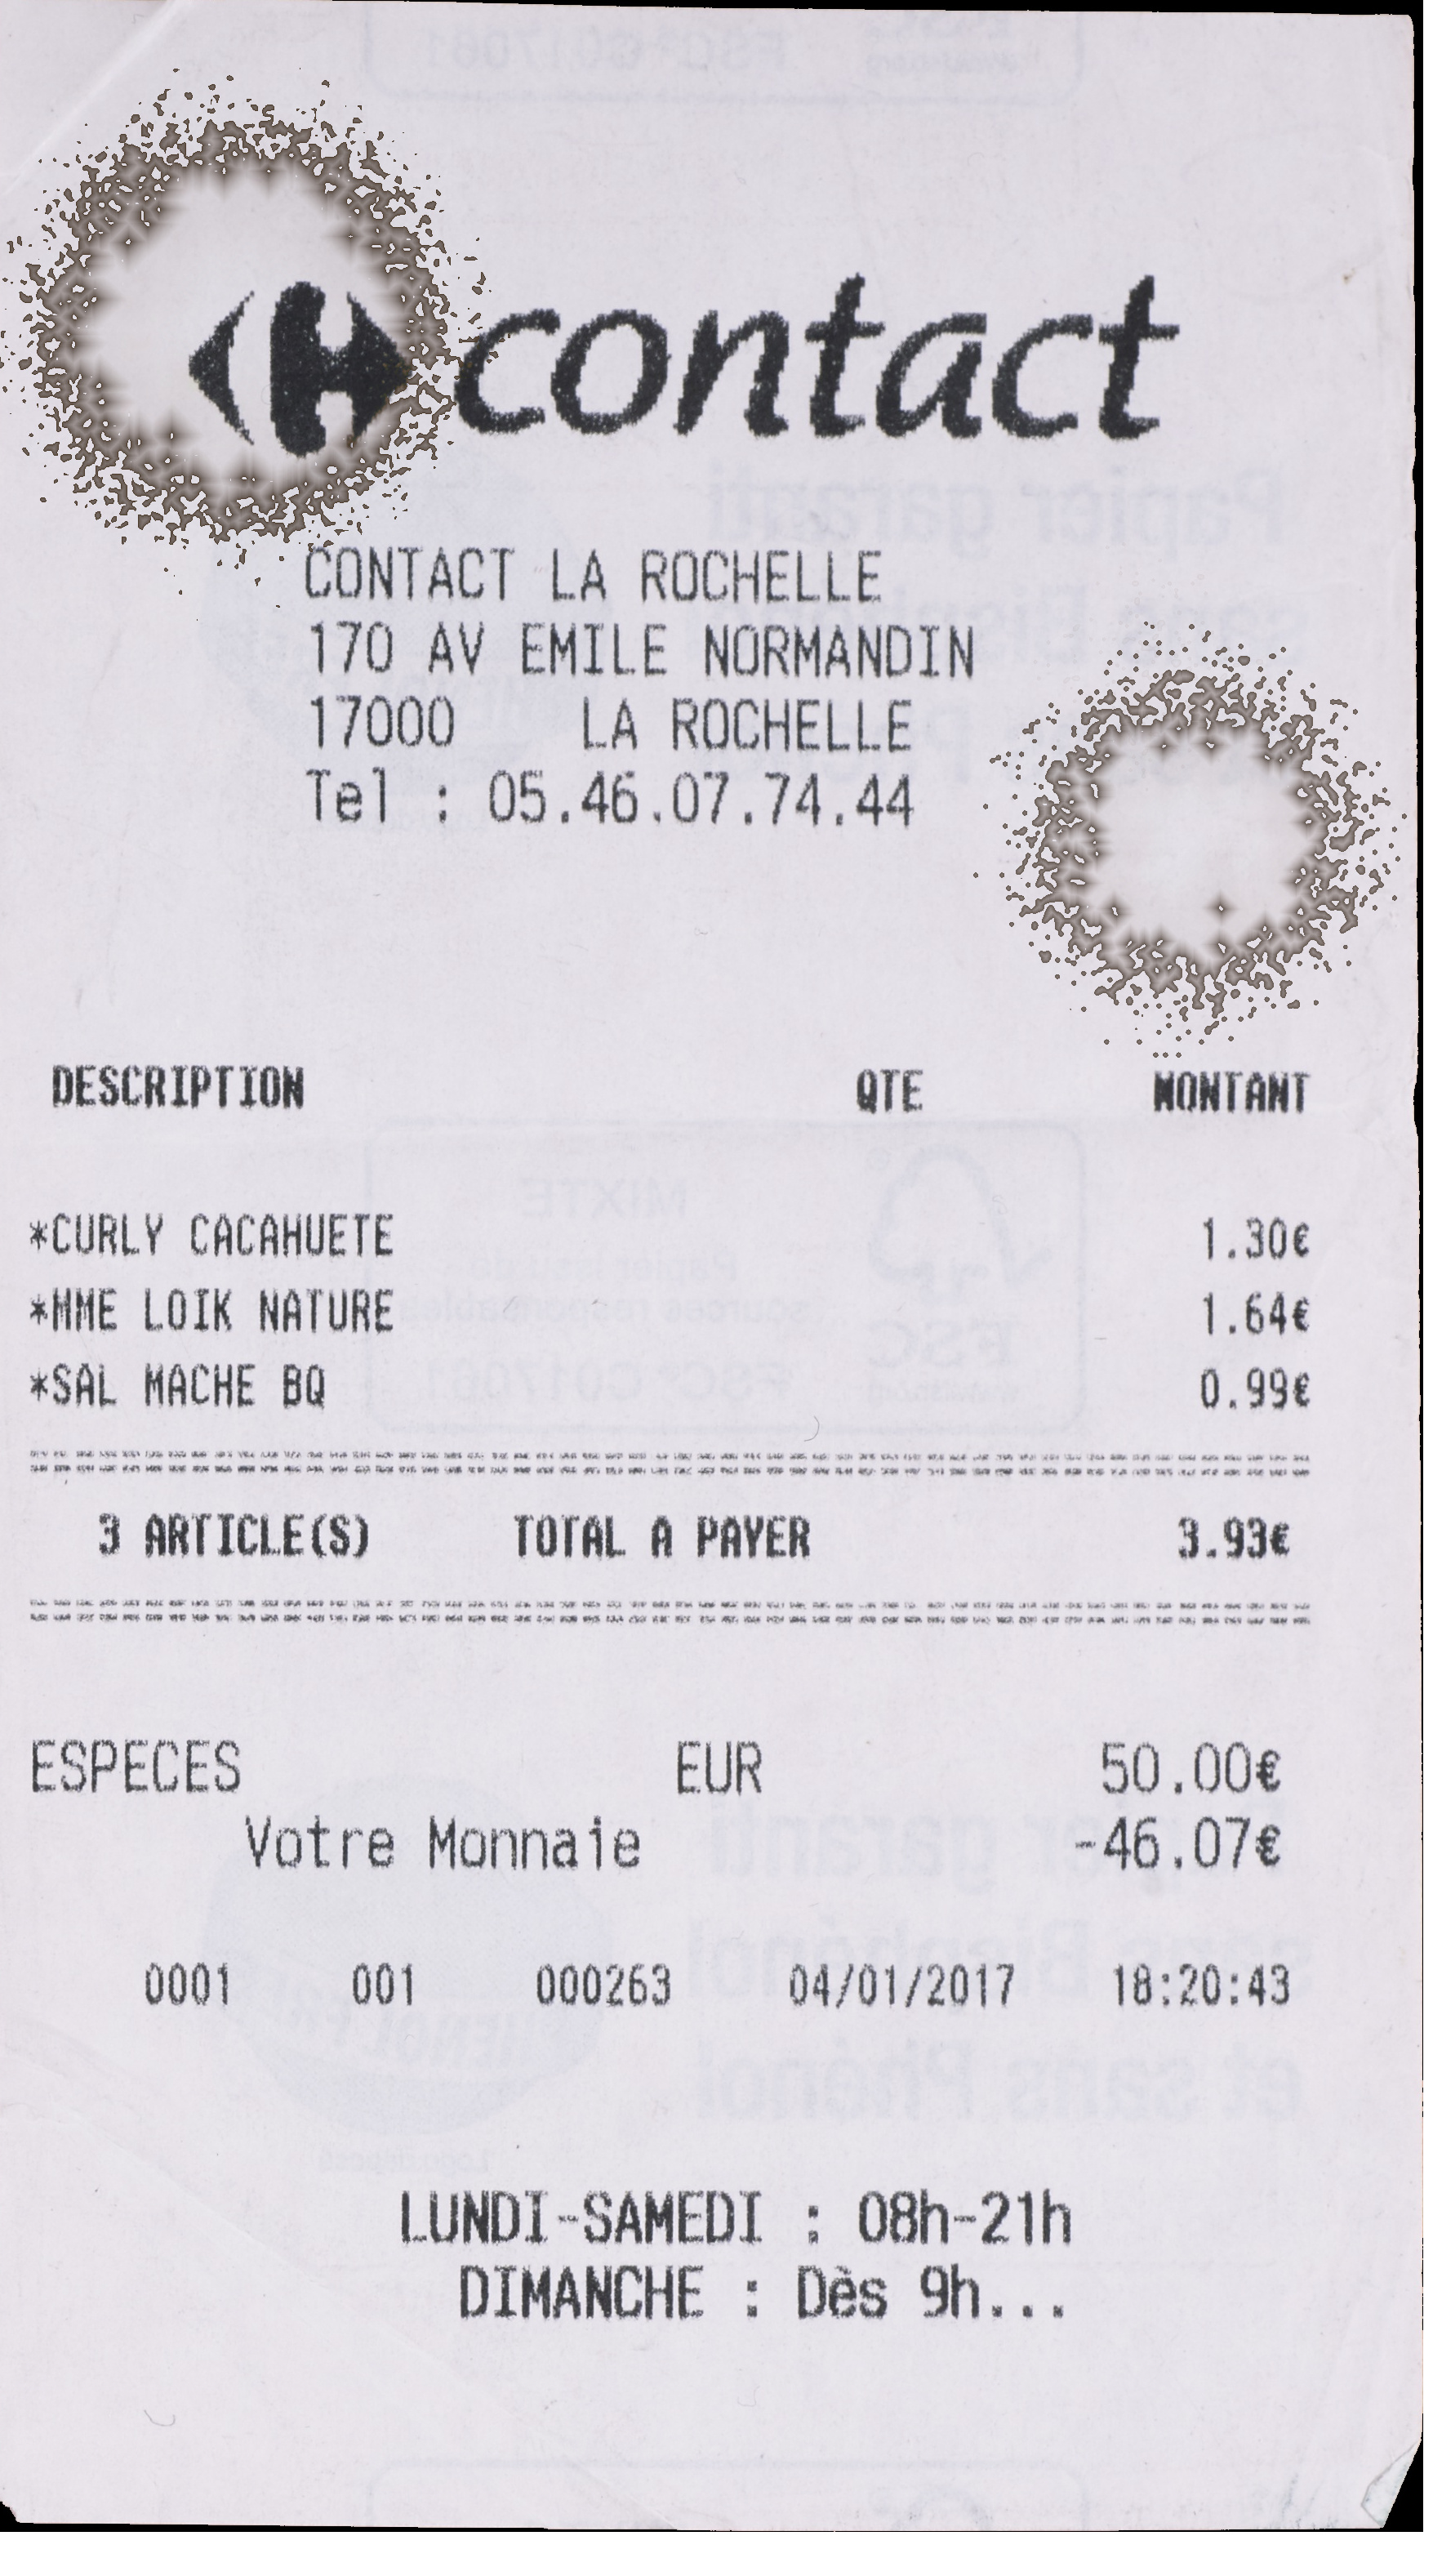 contact
CONTACT LA ROCHELLE
170 AV EMILE NORMANDIN
17000 LA ROCHELLE
Tel : 05.46.07.74.44
DESCRIPTION QTE MONTANT
*CURLY CACAHUETE 1.30€
*MME LOIK NATURE 1.64€
*SAL MACHE BQ 0.99€
3 ARTICLE(S) TOTAL A PAYER 3.93€
ESPECES EUR 50.00€
Votre Monnaie -46.07€
0001 001 000263 04/01/2017 18:20:43
LUNDI-SAMEDI : 08h-21h
DIMANCHE : Dès 9h...